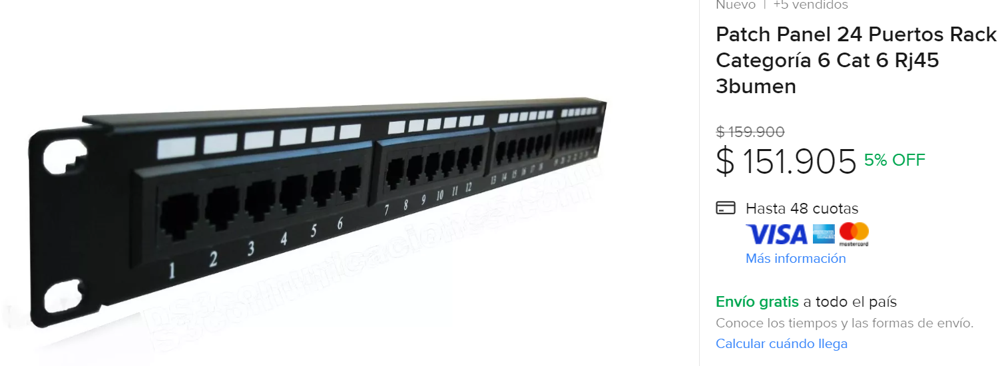 Nuevo | +5 vendidos
Patch Panel 24 Puertos Rack
Categoría 6 Cat 6 Rj45
3bumen
$ 159.900
$ 151.905 5% OFF
Hasta 48 cuotas
VISA
mastercard
Más información
Envío gratis a todo el país
Conoce los tiempos y las formas de envío.
Calcular cuándo llega
1 2 3 4 5 6 7 8 9 10 11 12 13 14 15 16 17 18